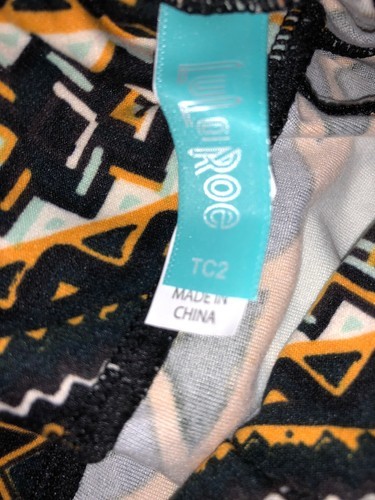 LuLaRoe
TC2
MADE IN
CHINA